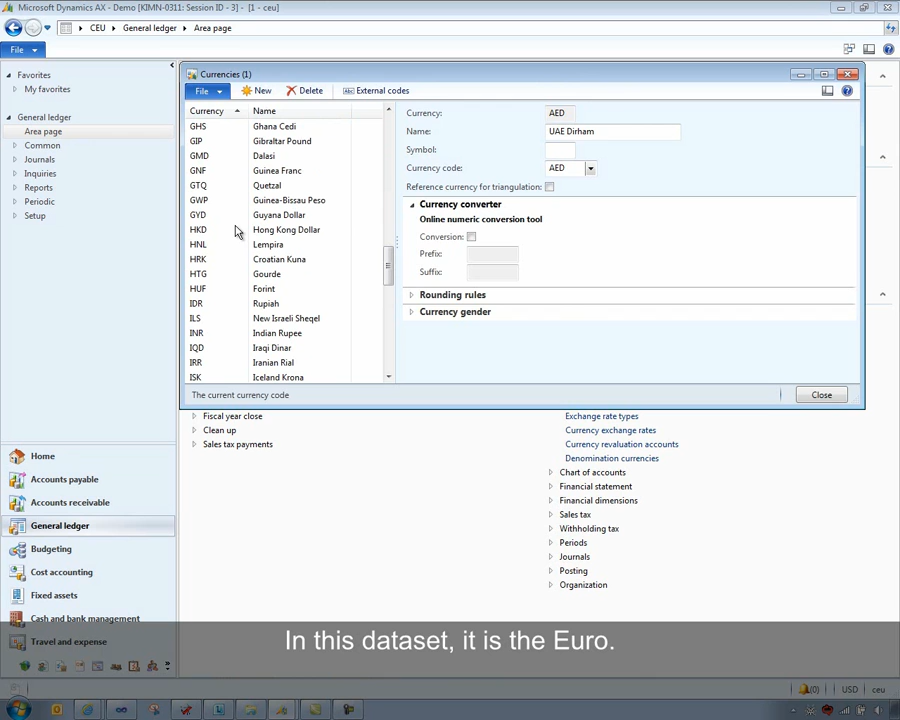 Microsoft Dynamics AX - Demo [KIMN-0311: Session ID - 3] - [1 - ceu]
CEU
General ledger
Area page
File
Favorites
My favorites
General ledger
Area page
Common
Journals
Inquiries
Reports
Periodic
Setup
Currencies (1)
File
New
Delete
External codes
Currency
Name
GHS Ghana Cedi
GIP Gibraltar Pound
GMD Dalasi
GNF Guinea Franc
GTQ Quetzal
GWP Guinea-Bissau Peso
GYD Guyana Dollar
HKD Hong Kong Dollar
HNL Lempira
HRK Croatian Kuna
HTG Gourde
HUF Forint
IDR Rupiah
ILS New Israeli Sheqel
INR Indian Rupee
IQD Iraqi Dinar
IRR Iranian Rial
ISK Iceland Krona
Currency: AED
Name: UAE Dirham
Symbol:
Currency code: AED
Reference currency for triangulation:
Currency converter
Online numeric conversion tool
Conversion:
Prefix:
Suffix:
Rounding rules
Currency gender
The current currency code
Close
Fiscal year close
Clean up
Sales tax payments
Exchange rate types
Currency exchange rates
Currency revaluation accounts
Denomination currencies
Chart of accounts
Financial statement
Financial dimensions
Sales tax
Withholding tax
Periods
Journals
Posting
Organization
Home
Accounts payable
Accounts receivable
General ledger
Budgeting
Cost accounting
Fixed assets
Cash and bank management
Travel and expense
In this dataset, it is the Euro.
(0)
USD
ceu